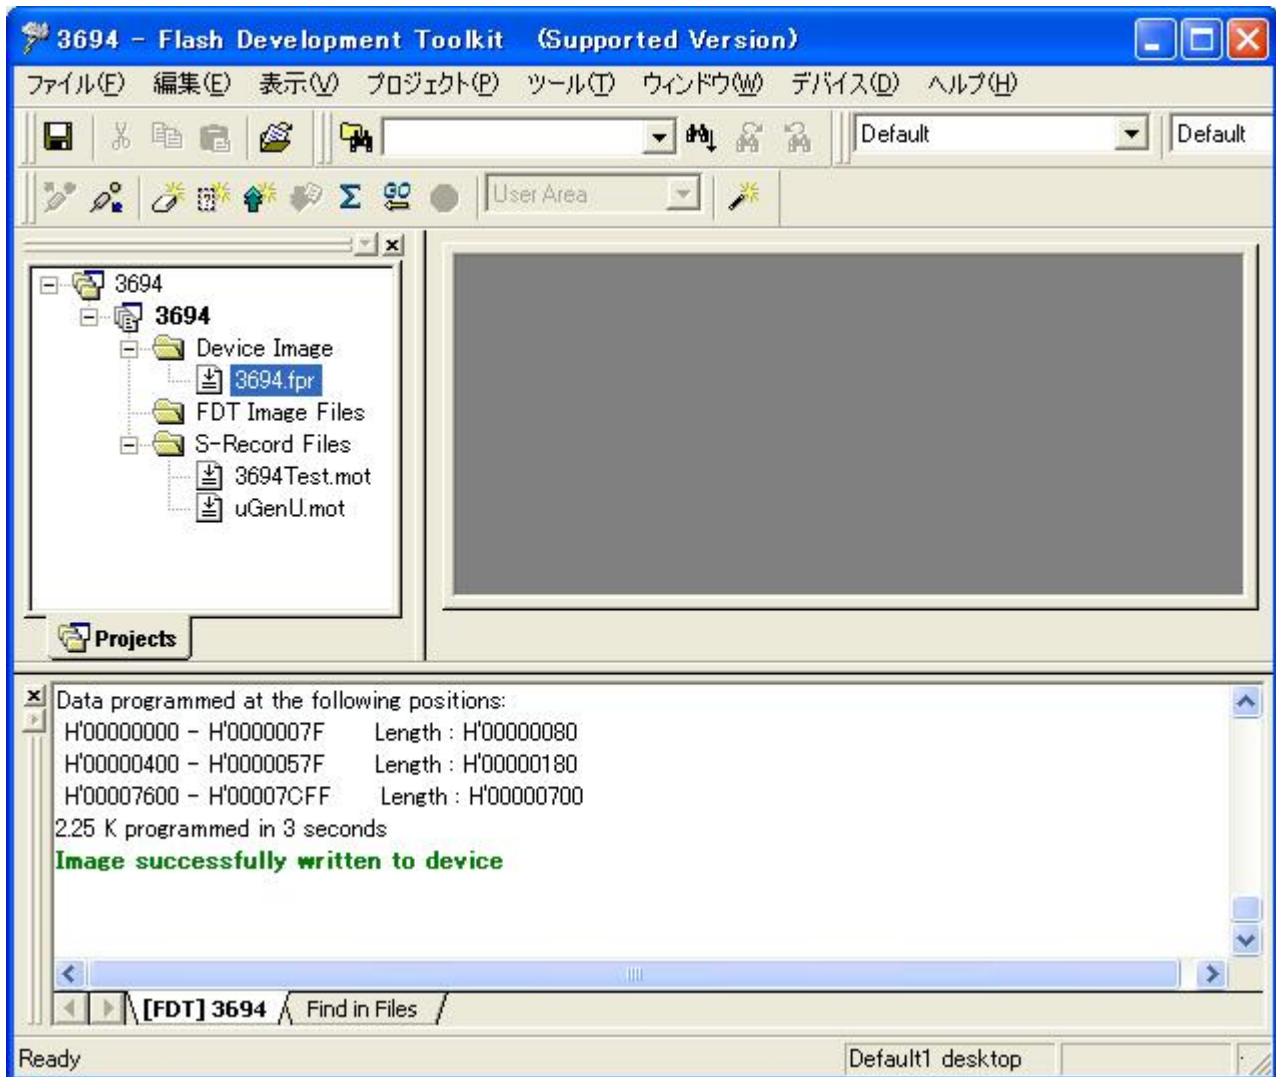 3694 - Flash Development Toolkit (Supported Version)
ファイル(F) 編集(E) 表示(V) プロジェクト(P) ツール(T) ウィンドウ(W) デバイス(D) ヘルプ(H)
Default Default
User Area
3694
3694
Device Image
3694.fpr
FDT Image Files
S-Record Files
3694Test.mot
uGenU.mot
Projects
Data programmed at the following positions:
H'00000000 - H'0000007F Length : H'00000080
H'00000400 - H'0000057F Length : H'00000180
H'00007600 - H'00007CFF Length : H'00000700
2.25 K programmed in 3 seconds
Image successfully written to device
[FDT] 3694 Find in Files
Ready Default1 desktop